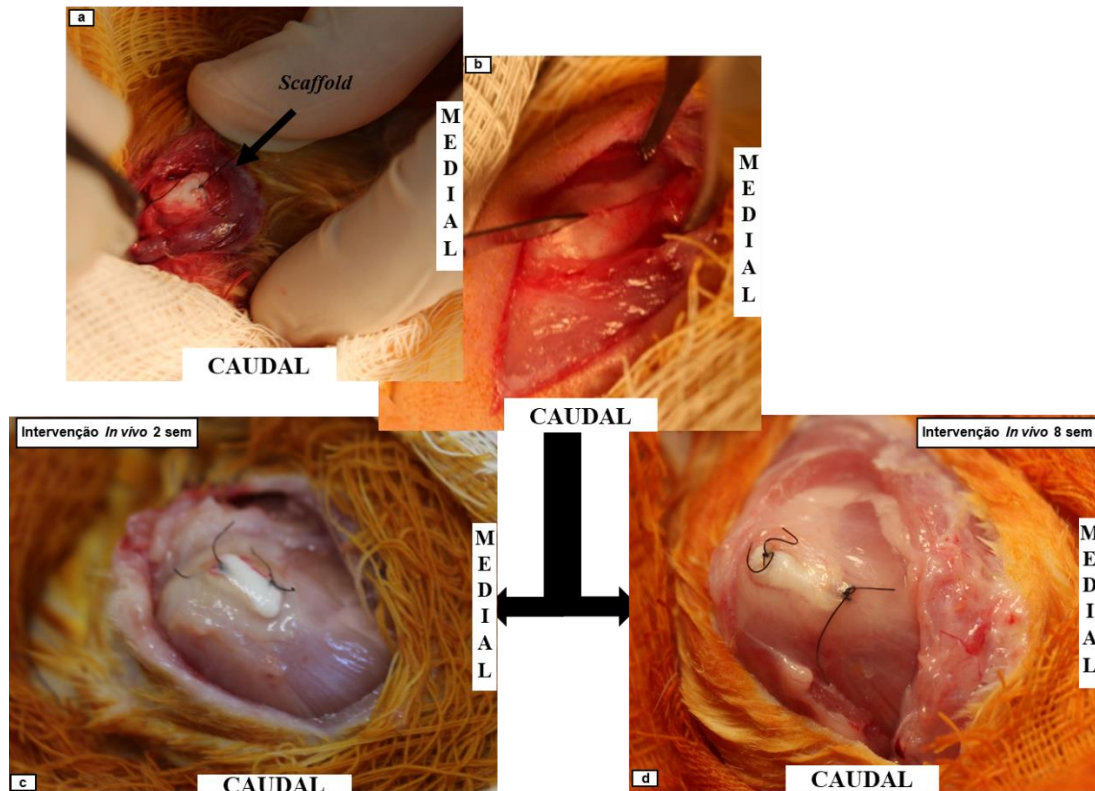 a
Scaffold
MEDIAL
CAUDAL
b
MEDIAL
CAUDAL
Intervenção In vivo 2 sem
MEDIAL
CAUDAL
c
Intervenção In vivo 8 sem
MEDIAL
CAUDAL
d